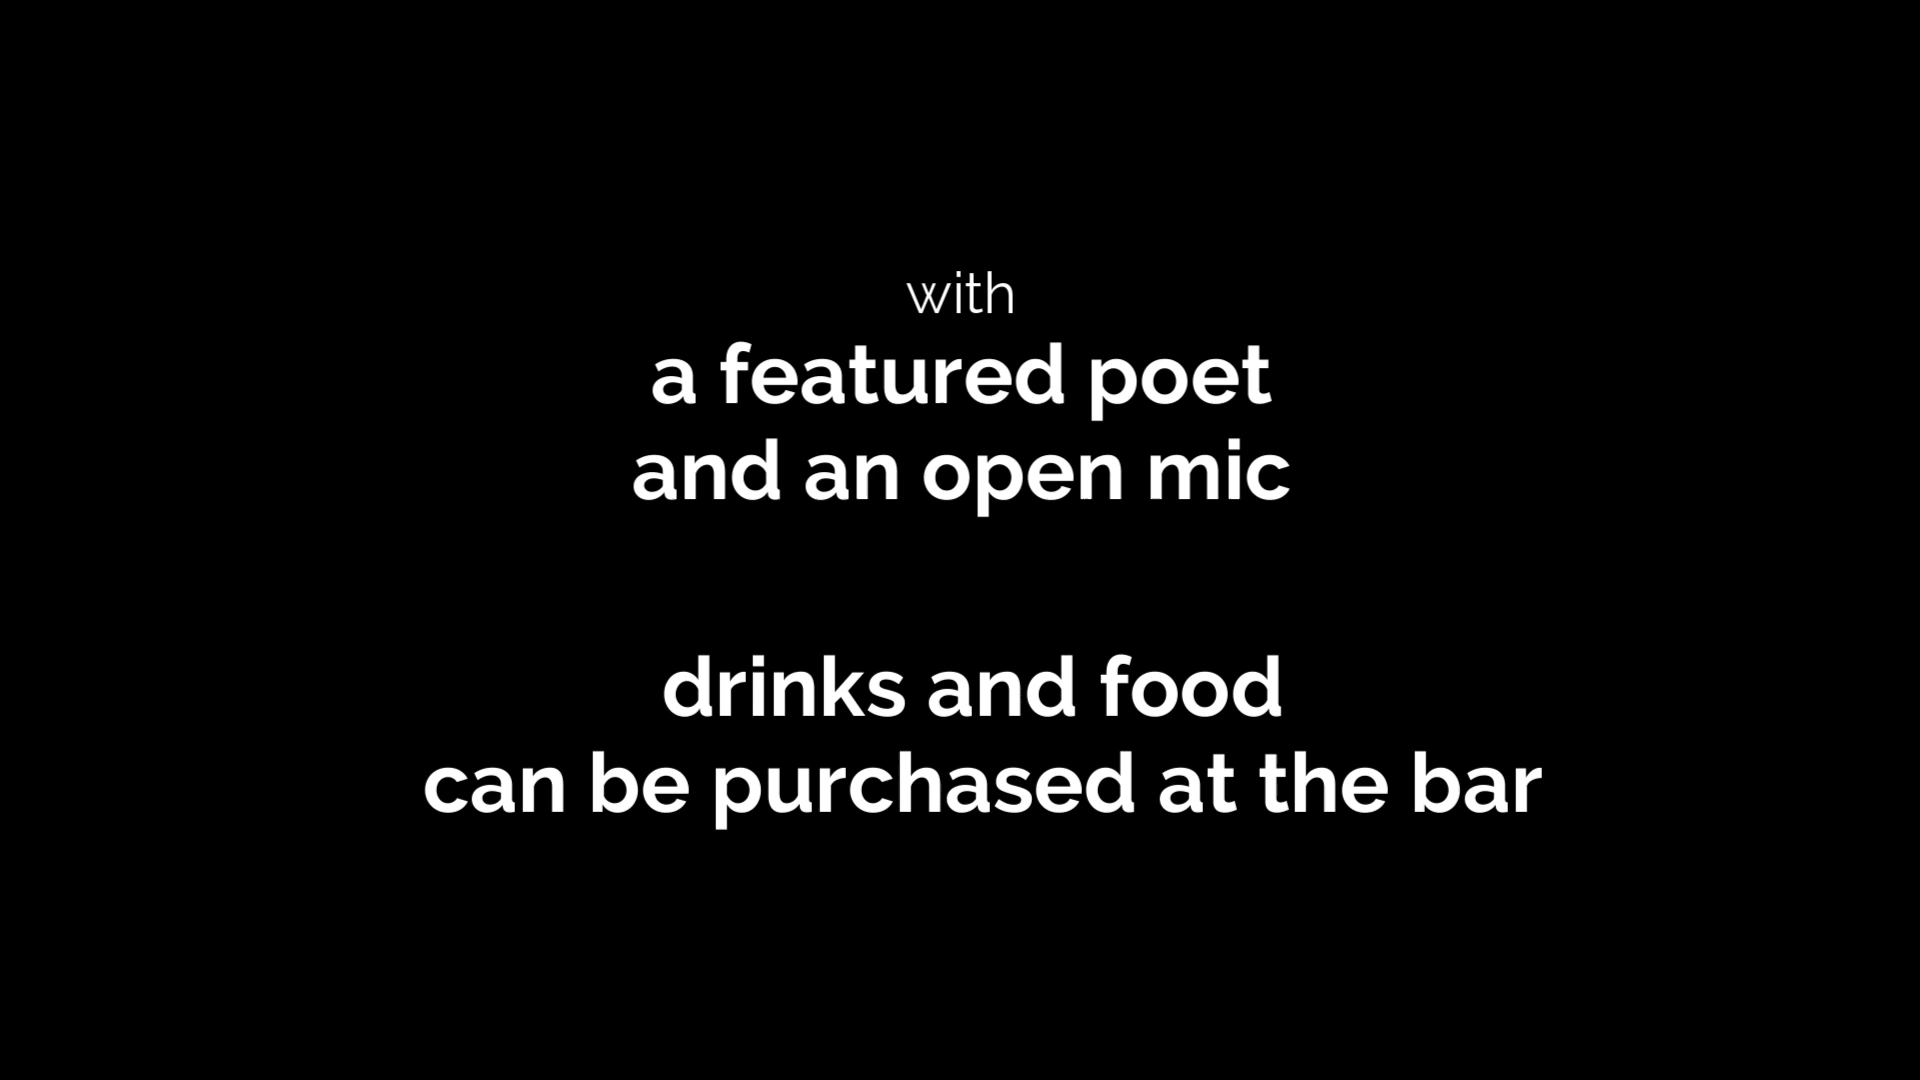 with
a featured poet
and an open mic
drinks and food
can be purchased at the bar